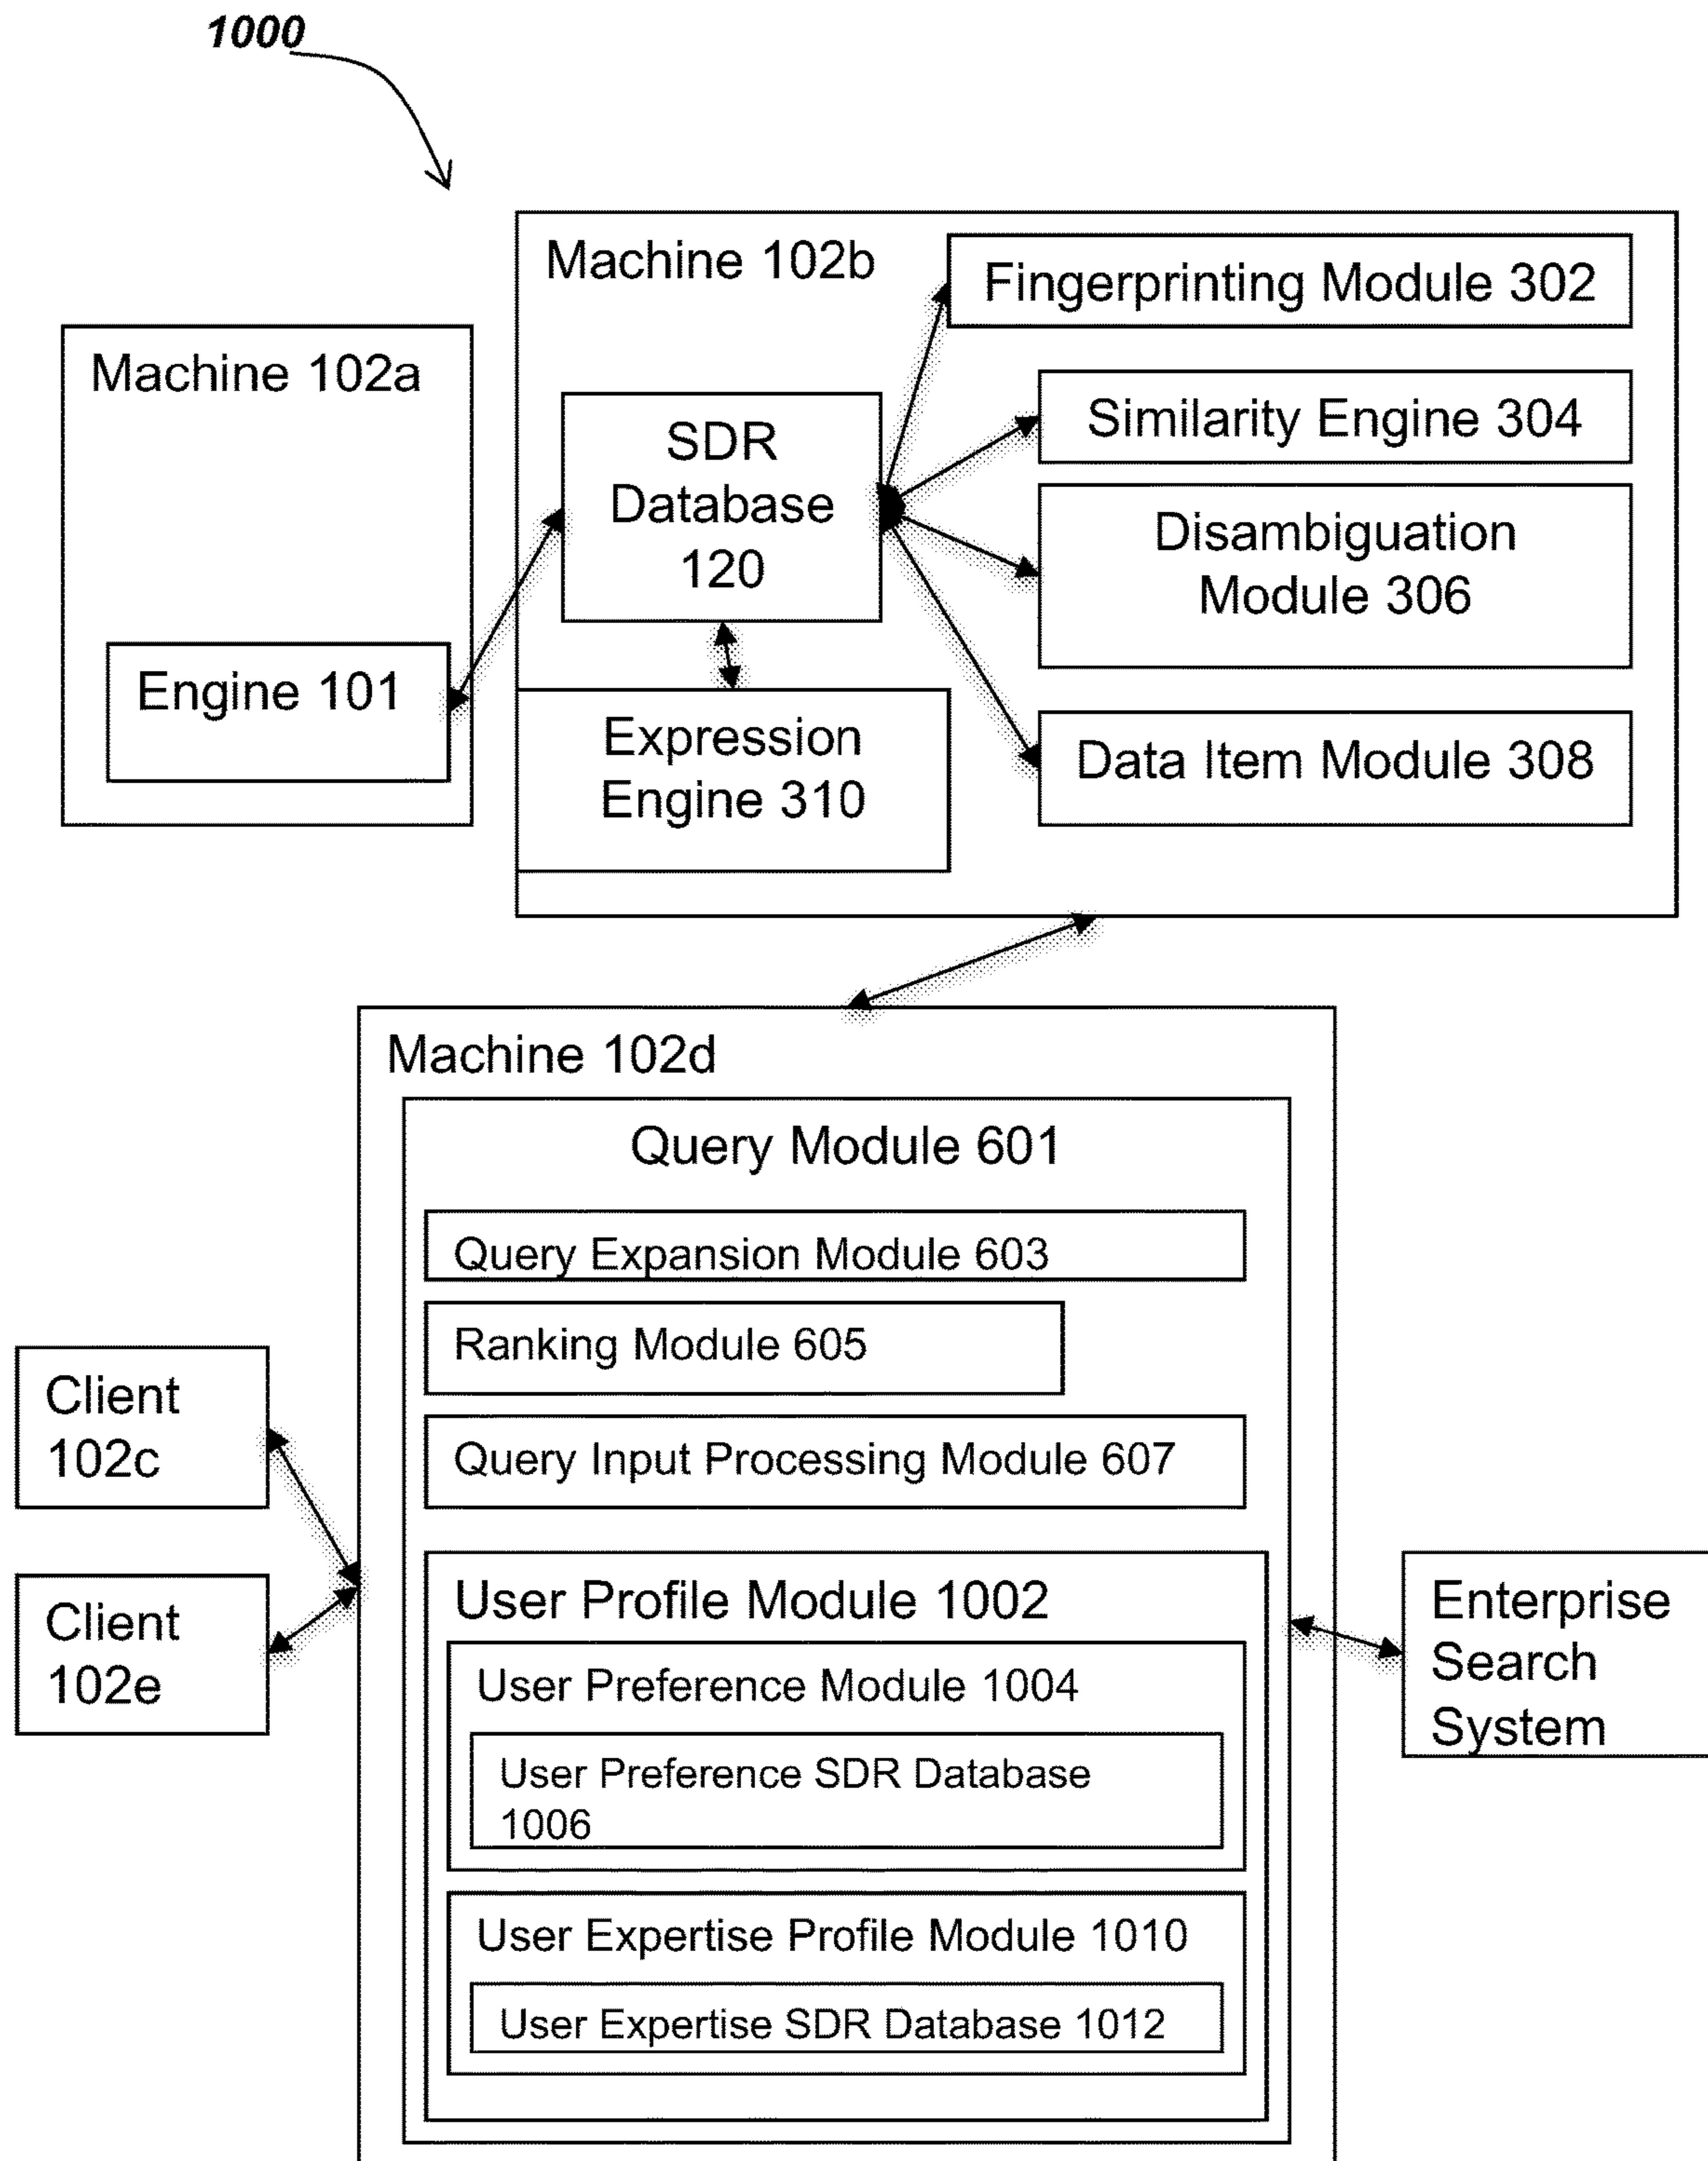 1000
Machine 102b
Fingerprinting Module 302
Machine 102a
Similarity Engine 304
SDR
Database
120
Disambiguation
Module 306
Engine 101
Expression
Engine 310
Data Item Module 308
Machine 102d
Query Module 601
Query Expansion Module 603
Ranking Module 605
Client
102c
Query Input Processing Module 607
Client
102e
User Profile Module 1002
User Preference Module 1004
User Preference SDR Database
1006
Enterprise
Search
System
User Expertise Profile Module 1010
User Expertise SDR Database 1012